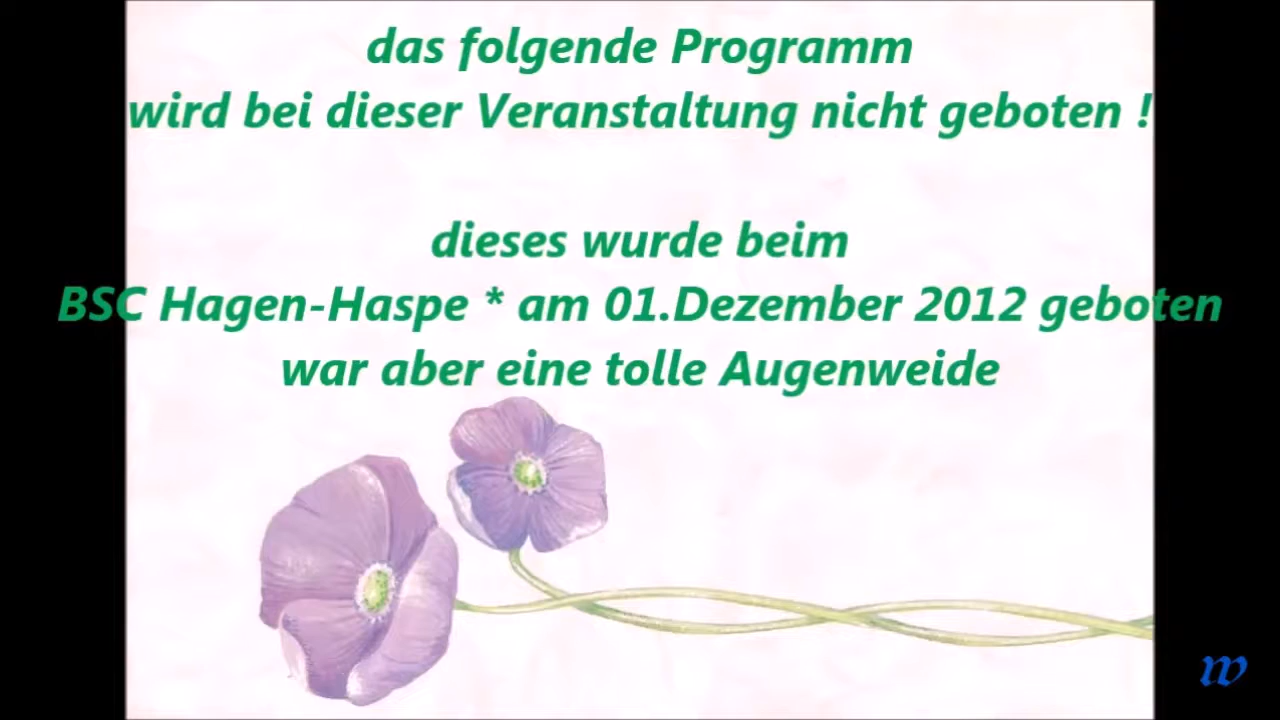 das folgende Programm
wird bei dieser Veranstaltung nicht geboten !
dieses wurde beim
BSC Hagen-Haspe * am 01.Dezember 2012 geboten
war aber eine tolle Augenweide
w